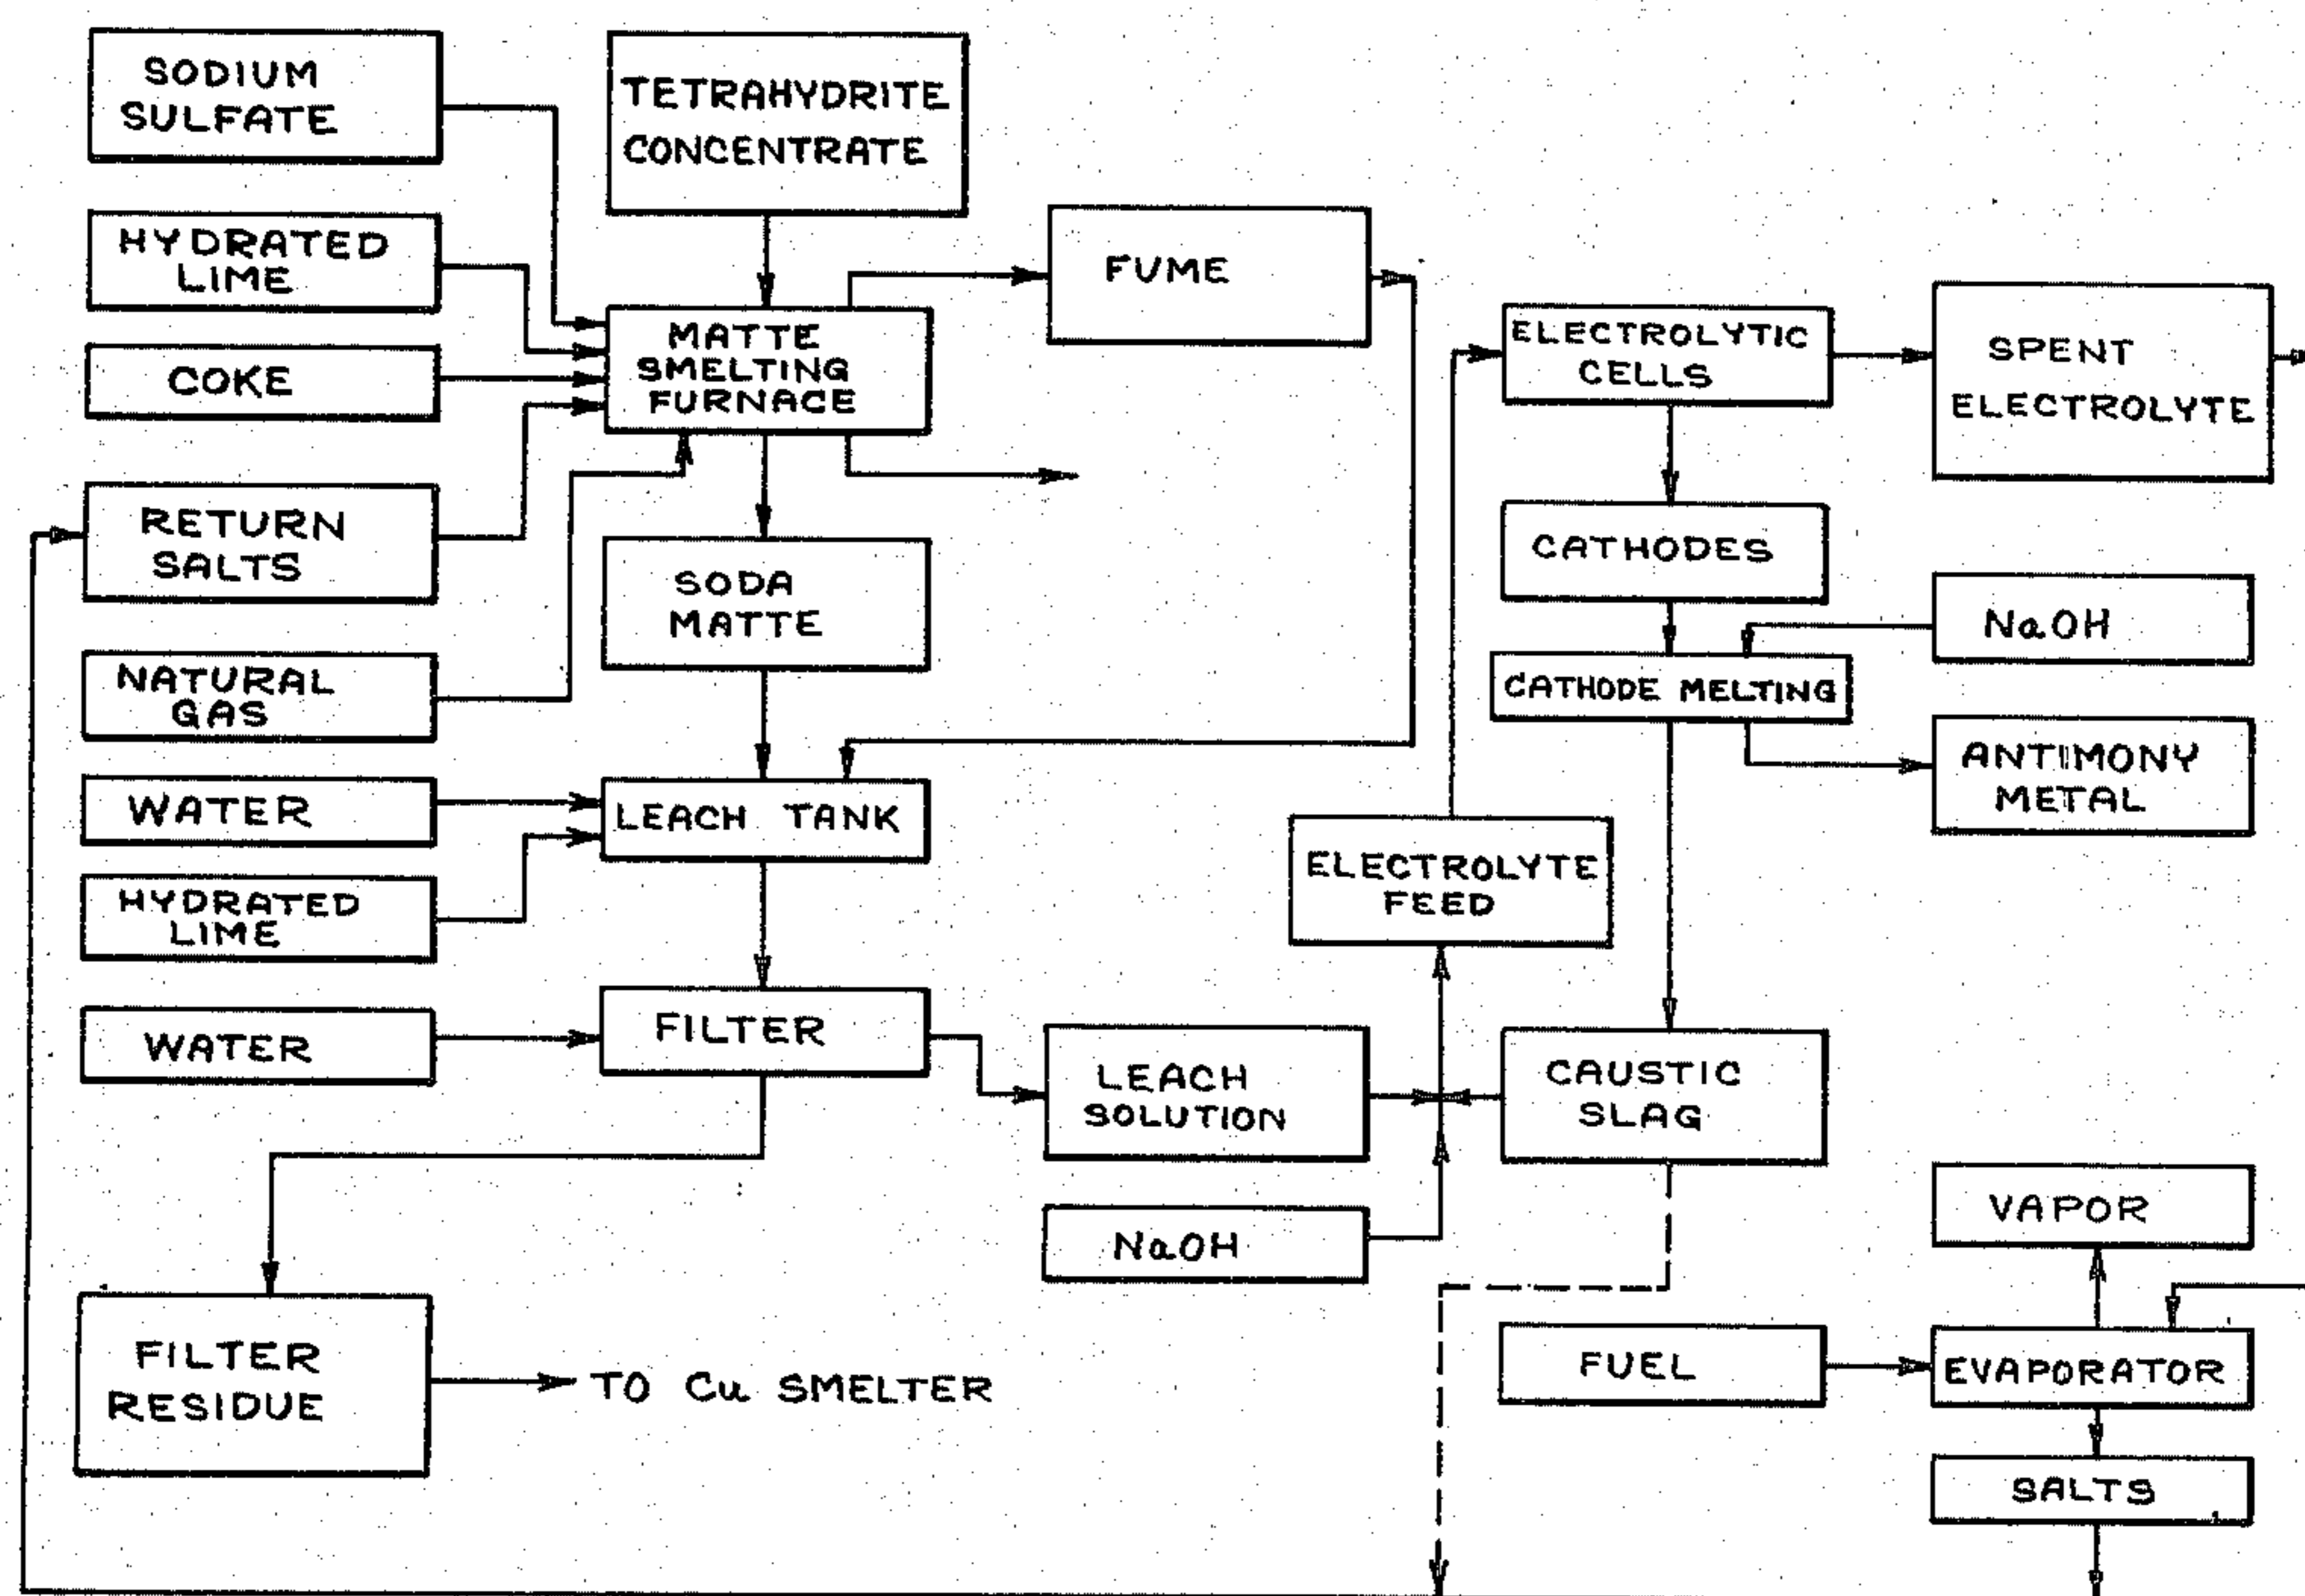 SODIUM
SULFATE
TETRAHYDRITE
CONCENTRATE
HYDRATED
LIME
FUME
MATTE
SMELTING
FURNACE
ELECTROLYTIC
CELLS
SPENT
ELECTROLYTE
COKE
RETURN
SALTS
SODA
MATTE
CATHODES
NaOH
NATURAL
GAS
CATHODE MELTING
ANTIMONY
METAL
WATER
LEACH TANK
HYDRATED
LIME
ELECTROLYTE
FEED
WATER
FILTER
LEACH
SOLUTION
CAUSTIC
SLAG
NaOH
VAPOR
FILTER
RESIDUE
TO Cu SMELTER
FUEL
EVAPORATOR
SALTS